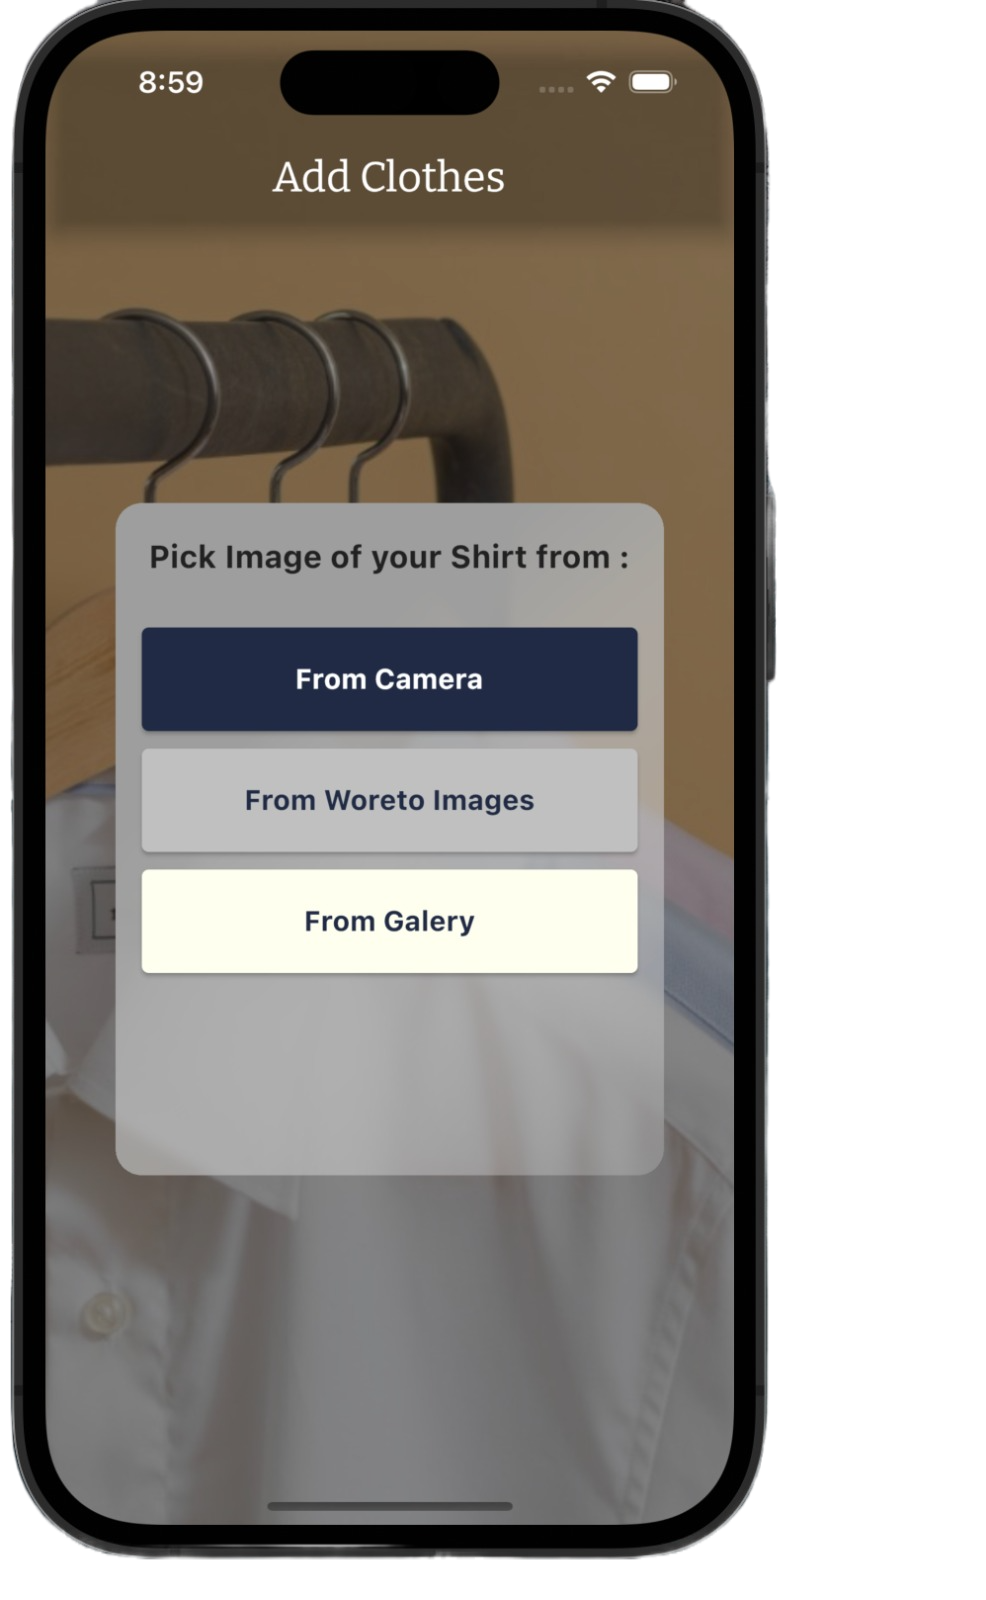 8:59
Add Clothes
Pick Image of your Shirt from :
From Camera
From Woreto Images
From Galery